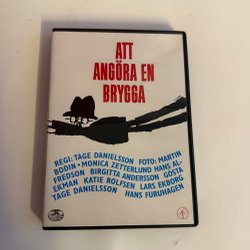 ATT
ANGÖRA EN
BRYGGA
REGI: TAGE DANIELSSON FOTO: MARTIN
BODIN · MONICA ZETTERLUND HANS AL-
FREDSON BIRGITTA ANDERSSON GÖSTA
EKMAN KATIE ROLFSEN LARS EKBORG
TAGE DANIELSSON HANS FURUHAGEN